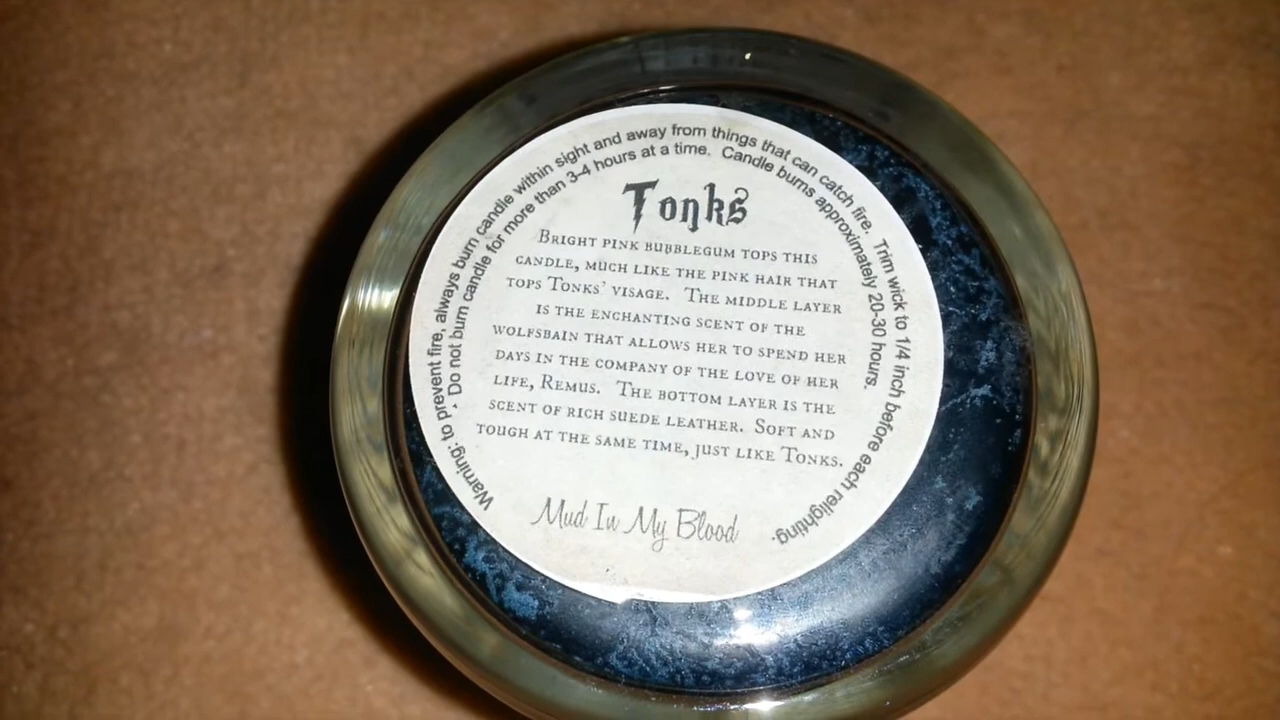 Warning: to prevent fire, always burn candle within sight and away from things that can catch fire. Trim wick to 1/4 inch before each relighting.
Do not burn candle for more than 3-4 hours at a time. Candle burns approximately 20-30 hours.
Tonks
BRIGHT PINK BUBBLEGUM TOPS THIS
CANDLE, MUCH LIKE THE PINK HAIR THAT
TOPS TONKS' VISAGE. THE MIDDLE LAYER
IS THE ENCHANTING SCENT OF THE
WOLFSBAIN THAT ALLOWS HER TO SPEND HER
DAYS IN THE COMPANY OF THE LOVE OF HER
LIFE, REMUS. THE BOTTOM LAYER IS THE
SCENT OF RICH SUEDE LEATHER. SOFT AND
TOUGH AT THE SAME TIME, JUST LIKE TONKS.
Mud In My Blood